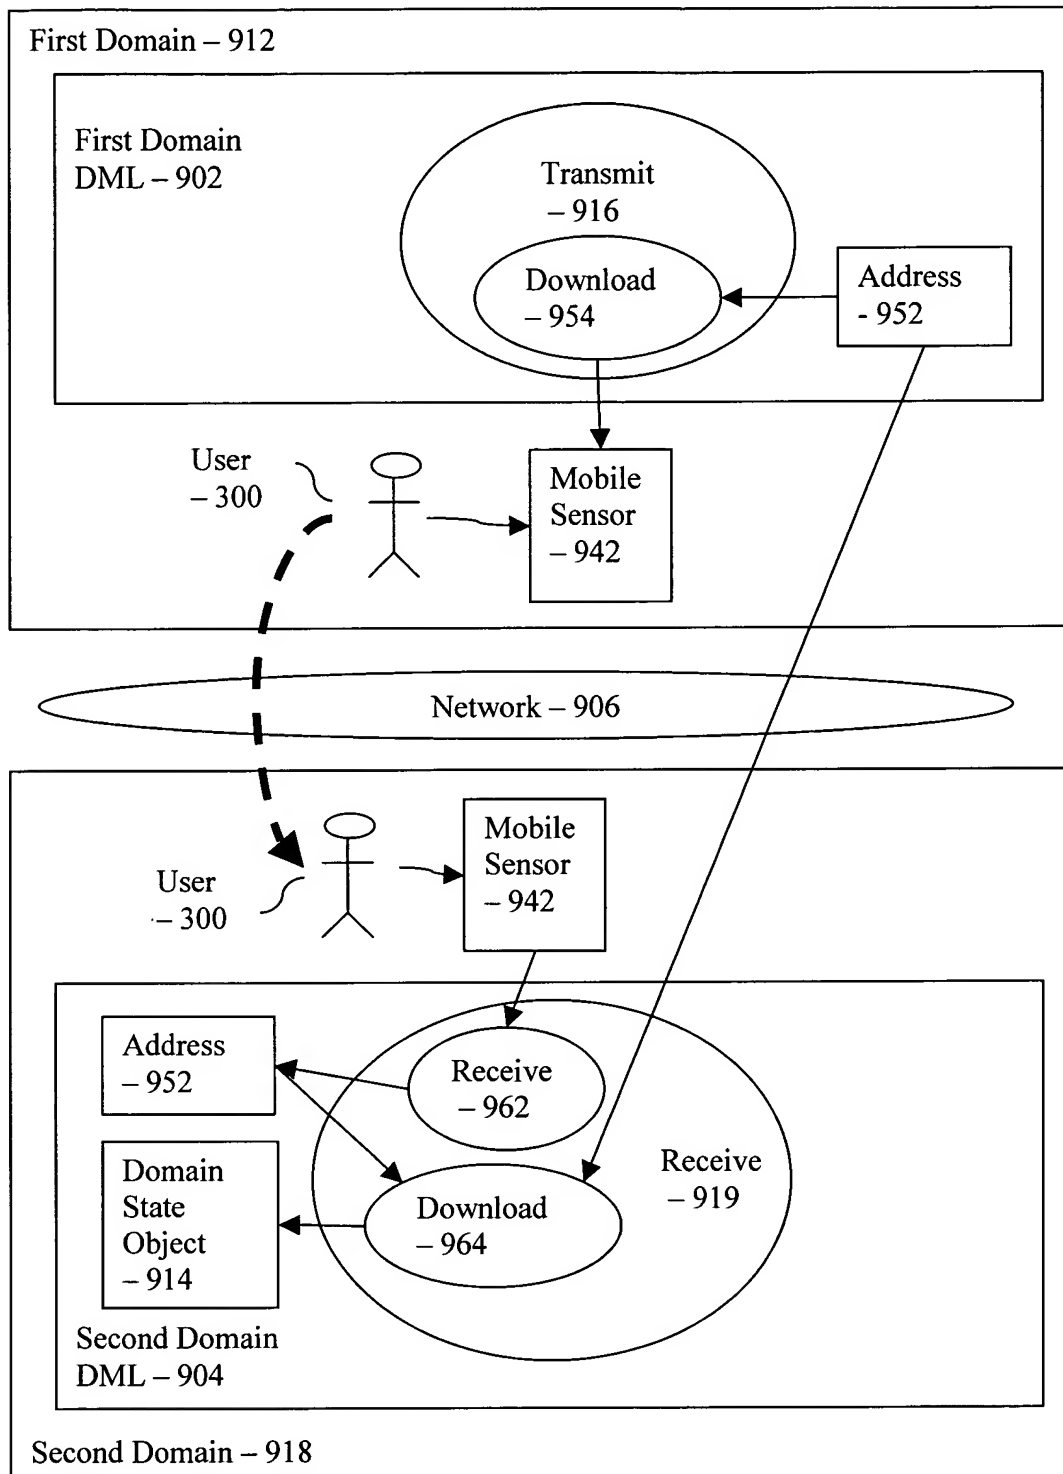 First Domain – 912
First Domain
DML – 902
Transmit
– 916
Download
– 954
Address
- 952
User
– 300
Mobile
Sensor
– 942
Network – 906
User
– 300
Mobile
Sensor
– 942
Address
– 952
Receive
– 962
Receive
– 919
Domain
State
Object
– 914
Download
– 964
Second Domain
DML – 904
Second Domain – 918